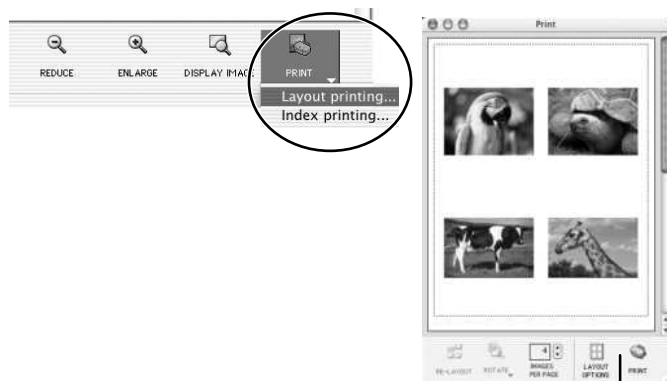 REDUCE
ENLARGE
DISPLAY IMAGE
PRINT
Layout printing...
Index printing...
Print
RE-LAYOUT
ROTATE
4
IMAGES
PER PAGE
LAYOUT
OPTIONS
PRINT